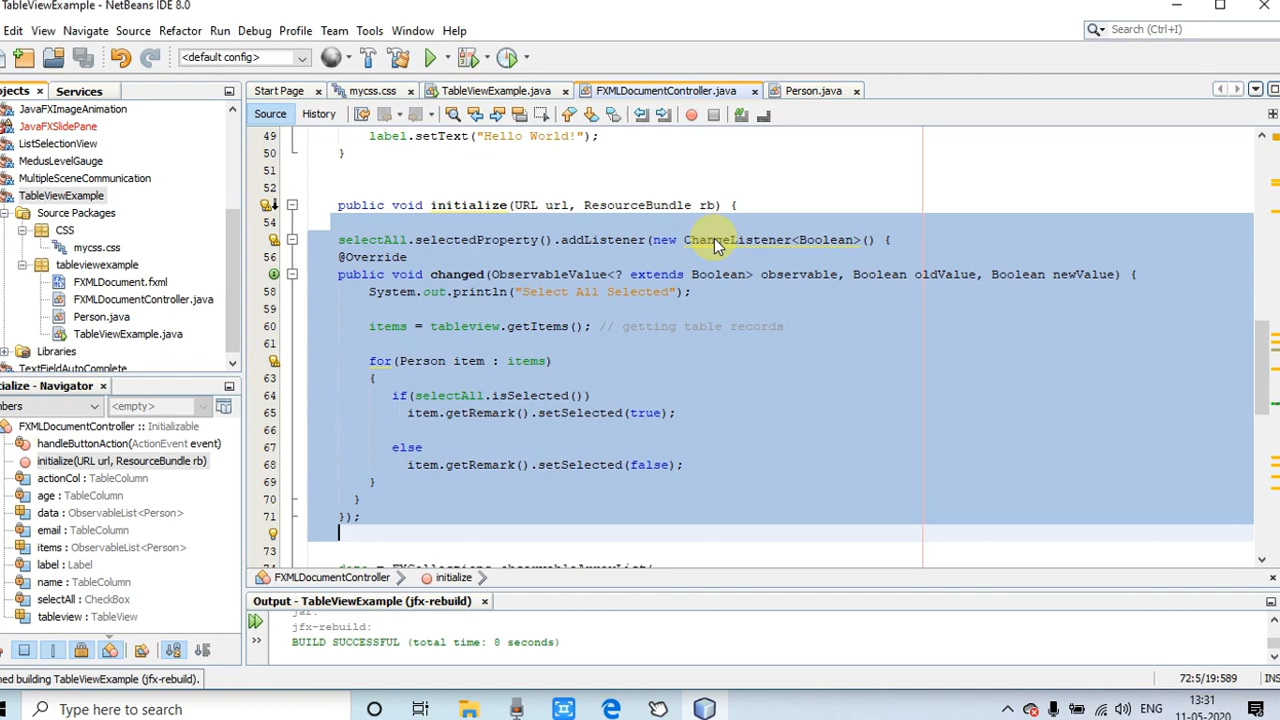 TableViewExample - NetBeans IDE 8.0
Edit View Navigate Source Refactor Run Debug Profile Team Tools Window Help
Search (Ctrl+I)
<default config>
Services
Start Page
mycss.css
TableViewExample.java
FXMLDocumentController.java
Person.java
Source
History
JavaFXImageAnimation
JavaFXSlidePane
ListSelectionView
MedusLevelGauge
MultipleSceneCommunication
TableViewExample
Source Packages
CSS
mycss.css
tableviewexample
FXMLDocument.fxml
FXMLDocumentController.java
Person.java
TableViewExample.java
Libraries
TextFieldAutoComplete
49 label.setText("Hello World!");
50 }
51
52
public void initialize(URL url, ResourceBundle rb) {
54
selectAll.selectedProperty().addListener(new ChangeListener<Boolean>() {
56 @Override
public void changed(ObservableValue<? extends Boolean> observable, Boolean oldValue, Boolean newValue) {
58 System.out.println("Select All Selected");
59
60 items = tableview.getItems(); // getting table records
61
for(Person item : items)
63 {
64 if(selectAll.isSelected())
65 item.getRemark().setSelected(true);
66
67 else
68 item.getRemark().setSelected(false);
69 }
70 }
71 });
73
data = FXCollections.observableArrayList(
initialize - Navigator
<empty>
FXMLDocumentController :: Initializable
handleButtonAction(ActionEvent event)
initialize(URL url, ResourceBundle rb)
actionCol : TableColumn
age : TableColumn
data : ObservableList<Person>
email : TableColumn
items : ObservableList<Person>
label : Label
name : TableColumn
selectAll : CheckBox
tableview : TableView
FXMLDocumentController
initialize
Output - TableViewExample (jfx-rebuild)
jar:
jfx-rebuild:
BUILD SUCCESSFUL (total time: 8 seconds)
building TableViewExample (jfx-rebuild).
72:5/19:589
INS
Type here to search
ENG
13:31
11-05-2020